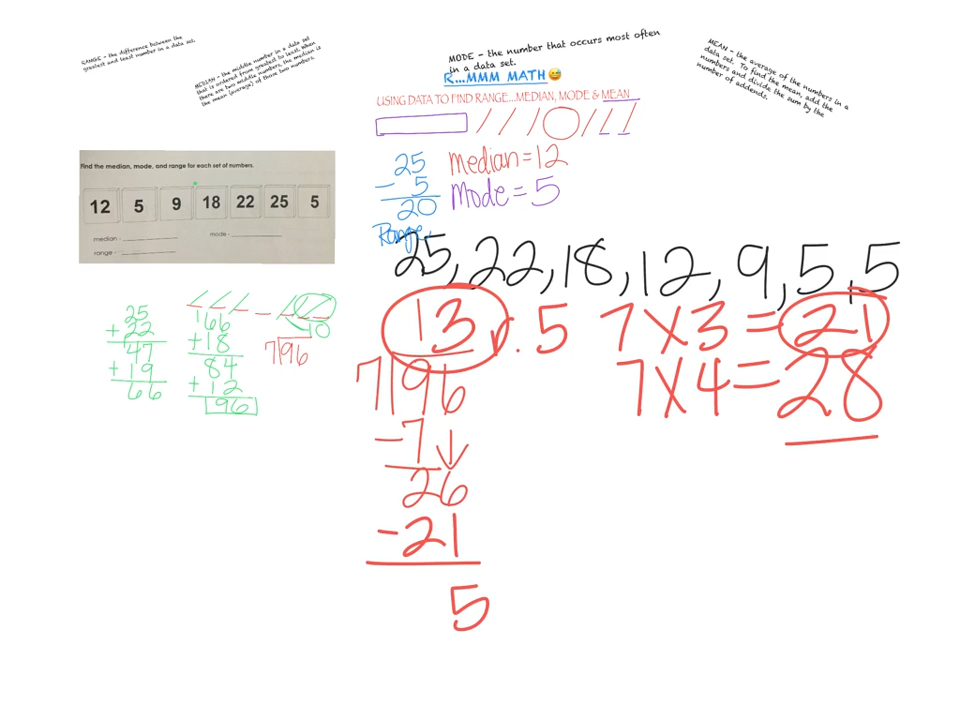 RANGE - the difference between the
greatest and least number in a data set.
MEDIAN - the middle number in a data set
that is ordered from greatest to least. When
there are two middle numbers, the median is
the mean (average) of those two numbers.
MODE - the number that occurs most often
in a data set.
R...MMM MATH😅
USING DATA TO FIND RANGE...MEDIAN, MODE & MEAN
MEAN - the average of the numbers in a
data set. To find the mean, add the
numbers and divide the sum by the
number of addends.
Find the median, mode, and range for each set of numbers.
12 5 9 18 22 25 5
median -
mode -
range -
25
- 5
20
Range
Median=12
Mode=5
25, 22, 18, 12, 9, 5, 5
25
+22
47
+19
66
166
+18
84
+12
96
10
7)96
13 r. 5
7)96
-7
26
-21
5
7x3=21
7x4=28